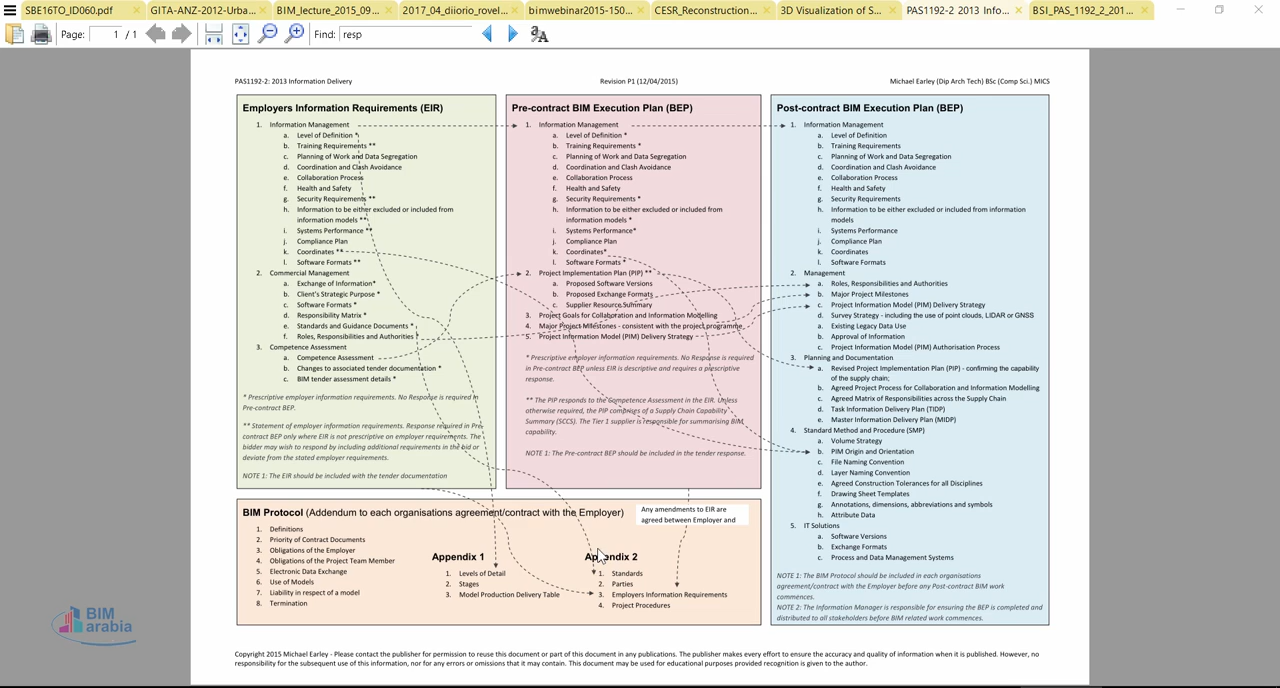 SBE16TO_ID060.pdf
GITA-ANZ-2012-Urba...
BIM_lecture_2015_09...
2017_04_diiorio_rovel...
bimwebinar2015-150...
CESR_Reconstruction...
3D Visualization of S...
PAS1192-2 2013 Info...
BSI_PAS_1192_2_201...
Page: 1 / 1 Find: resp
PAS1192-2: 2013 Information Delivery
Revision P1 (12/04/2015)
Michael Earley (Dip Arch Tech) BSc (Comp Sci.) MICS
Employers Information Requirements (EIR)
1. Information Management
a. Level of Definition *
b. Training Requirements **
c. Planning of Work and Data Segregation
d. Coordination and Clash Avoidance
e. Collaboration Process
f. Health and Safety
g. Security Requirements **
h. Information to be either excluded or included from
information models **
i. Systems Performance **
j. Compliance Plan
k. Coordinates **
l. Software Formats **
2. Commercial Management
a. Exchange of Information*
b. Client's Strategic Purpose *
c. Software Formats *
d. Responsibility Matrix *
e. Standards and Guidance Documents *
f. Roles, Responsibilities and Authorities *
3. Competence Assessment
a. Competence Assessment
b. Changes to associated tender documentation *
c. BIM tender assessment details *
* Prescriptive employer information requirements. No Response is required in
Pre-contract BEP.
** Statement of employer information requirements. Response required in Pre-
contract BEP only where EIR is not prescriptive on employer requirements. The
bidder may wish to respond by including additional requirements in the bid or
deviate from the stated employer requirements.
NOTE 1: The EIR should be included with the tender documentation
Pre-contract BIM Execution Plan (BEP)
1. Information Management
a. Level of Definition *
b. Training Requirements *
c. Planning of Work and Data Segregation
d. Coordination and Clash Avoidance
e. Collaboration Process
f. Health and Safety
g. Security Requirements *
h. Information to be either excluded or included from
information models *
i. Systems Performance*
j. Compliance Plan
k. Coordinates*
l. Software Formats *
2. Project Implementation Plan (PIP) **
a. Proposed Software Versions
b. Proposed Exchange Formats
c. Supplier Resource Summary
3. Project Goals for Collaboration and Information Modelling
4. Major Project Milestones - consistent with the project programme
5. Project Information Model (PIM) Delivery Strategy
* Prescriptive employer information requirements. No Response is required
in Pre-contract BEP unless EIR is descriptive and requires a prescriptive
response.
** The PIP responds to the Competence Assessment in the EIR. Unless
otherwise required, the PIP comprises of a Supply Chain Capability
Summary (SCCS). The Tier 1 supplier is responsible for summarising BIM
capability.
NOTE 1: The Pre-contract BEP should be included in the tender response.
Post-contract BIM Execution Plan (BEP)
1. Information Management
a. Level of Definition
b. Training Requirements
c. Planning of Work and Data Segregation
d. Coordination and Clash Avoidance
e. Collaboration Process
f. Health and Safety
g. Security Requirements
h. Information to be either excluded or included from information
models
i. Systems Performance
j. Compliance Plan
k. Coordinates
l. Software Formats
2. Management
a. Roles, Responsibilities and Authorities
b. Major Project Milestones
c. Project Information Model (PIM) Delivery Strategy
d. Survey Strategy - including the use of point clouds, LIDAR or GNSS
a. Existing Legacy Data Use
b. Approval of Information
c. Project Information Model (PIM) Authorisation Process
3. Planning and Documentation
a. Revised Project Implementation Plan (PIP) - confirming the capability
of the supply chain;
b. Agreed Project Process for Collaboration and Information Modelling
c. Agreed Matrix of Responsibilities across the Supply Chain
d. Task Information Delivery Plan (TIDP)
e. Master Information Delivery Plan (MIDP)
4. Standard Method and Procedure (SMP)
a. Volume Strategy
b. PIM Origin and Orientation
c. File Naming Convention
d. Layer Naming Convention
e. Agreed Construction Tolerances for all Disciplines
f. Drawing Sheet Templates
g. Annotations, dimensions, abbreviations and symbols
h. Attribute Data
5. IT Solutions
a. Software Versions
b. Exchange Formats
c. Process and Data Management Systems
NOTE 1: The BIM Protocol should be included in each organisations
agreement/contract with the Employer before any Post-contract BIM work
commences.
NOTE 2: The Information Manager is responsible for ensuring the BEP is completed and
distributed to all stakeholders before BIM related work commences.
BIM Protocol (Addendum to each organisations agreement/contract with the Employer)
Any amendments to EIR are
agreed between Employer and
1. Definitions
2. Priority of Contract Documents
3. Obligations of the Employer
4. Obligations of the Project Team Member
5. Electronic Data Exchange
6. Use of Models
7. Liability in respect of a model
8. Termination
Appendix 1
1. Levels of Detail
2. Stages
3. Model Production Delivery Table
Appendix 2
1. Standards
2. Parties
3. Employers Information Requirements
4. Project Procedures
BIM
arabia
Copyright 2015 Michael Earley - Please contact the publisher for permission to reuse this document or part of this document in any publications. The publisher makes every effort to ensure the accuracy and quality of information when it is published. However, no
responsibility for the subsequent use of this information, nor for any errors or omissions that it may contain. This document may be used for educational purposes provided recognition is given to the author.